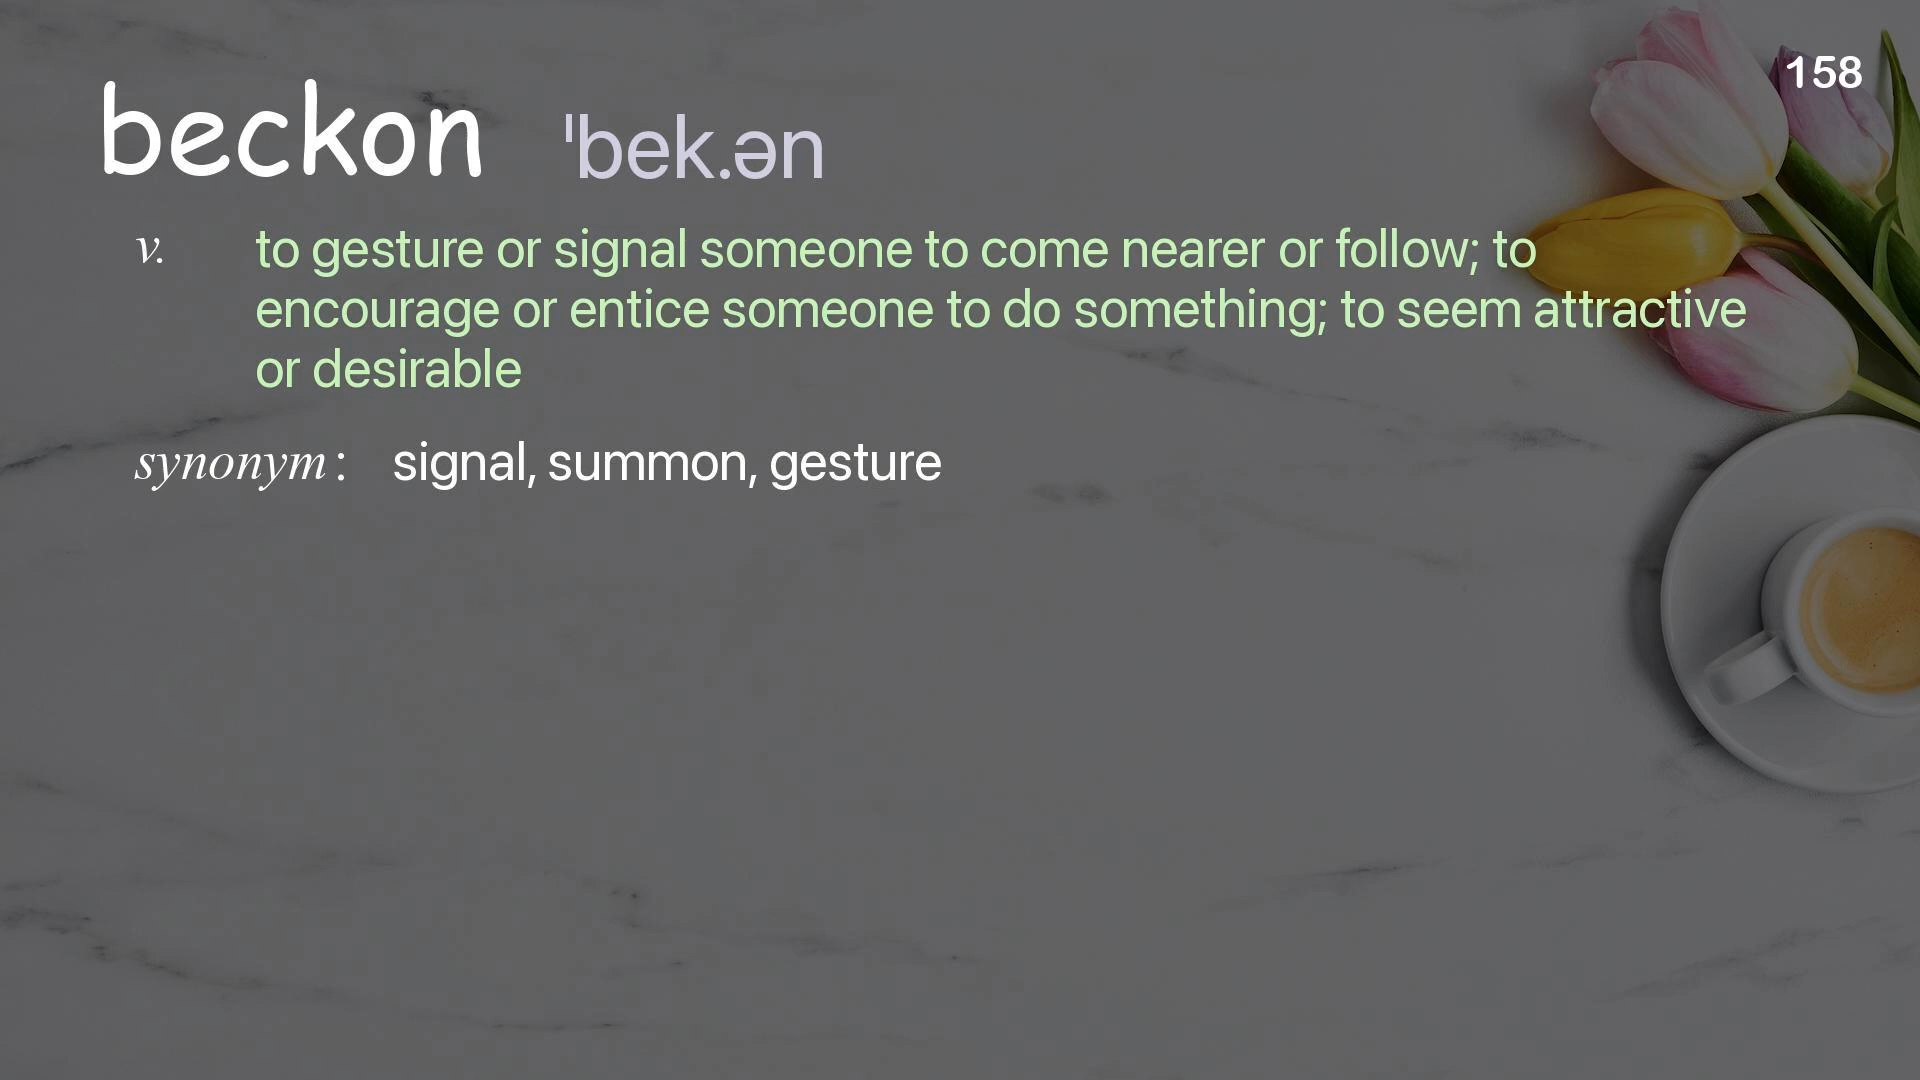 158
beckon ˈbek.ən
v. to gesture or signal someone to come nearer or follow; to
encourage or entice someone to do something; to seem attractive
or desirable
synonym : signal, summon, gesture